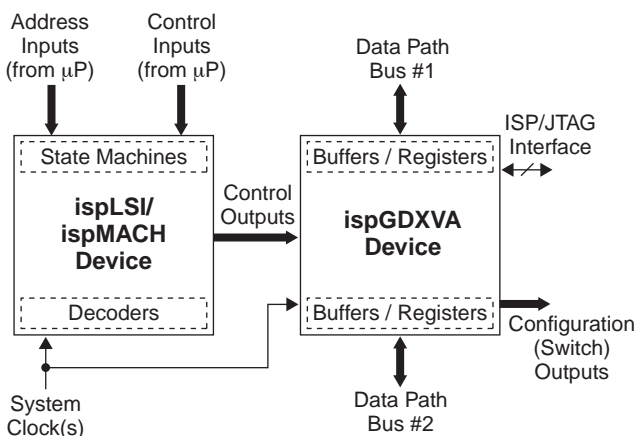 Address
Inputs
(from μP)
Control
Inputs
(from μP)
Data Path
Bus #1
ISP/JTAG
Interface
State Machines
Buffers / Registers
ispLSI/
ispMACH
Device
Control
Outputs
ispGDXVA
Device
Decoders
Buffers / Registers
Configuration
(Switch)
Outputs
System
Clock(s)
Data Path
Bus #2